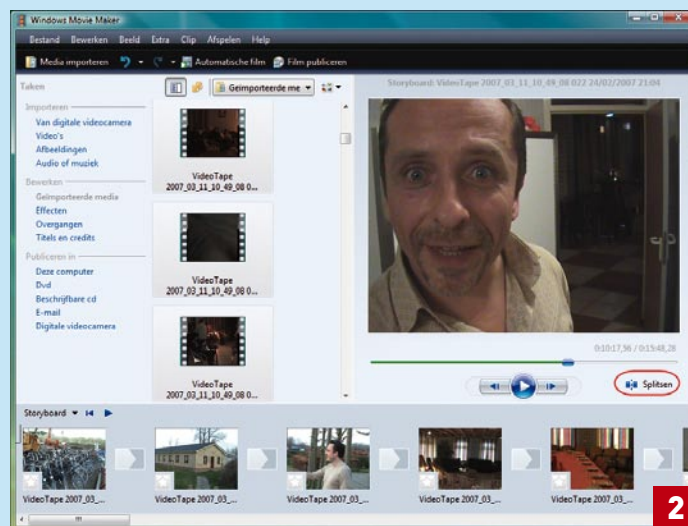 Windows Movie Maker
Bestand Bewerken Beeld Extra Clip Afspelen Help
Media importeren Automatische film Film publiceren
Taken
Geïmporteerde me
Storyboard: VideoTape 2007_03_11_10_49_08 022 24/02/2007 21:04
Importeren
Van digitale videocamera
Video's
Afbeeldingen
Audio of muziek
Bewerken
Geïmporteerde media
Effecten
Overgangen
Titels en credits
Publiceren in
Deze computer
Dvd
Beschrijfbare cd
E-mail
Digitale videocamera
VideoTape
2007_03_11_10_49_08 0...
VideoTape
2007_03_11_10_49_08 0...
VideoTape
2007_03_11_10_49_08 0...
0:10:17,96 / 0:15:48,28
Splitsen
Storyboard
VideoTape 2007_03_...
VideoTape 2007_03_...
VideoTape 2007_03_...
VideoTape 2007_03_...
VideoTape 2007_03_...
2